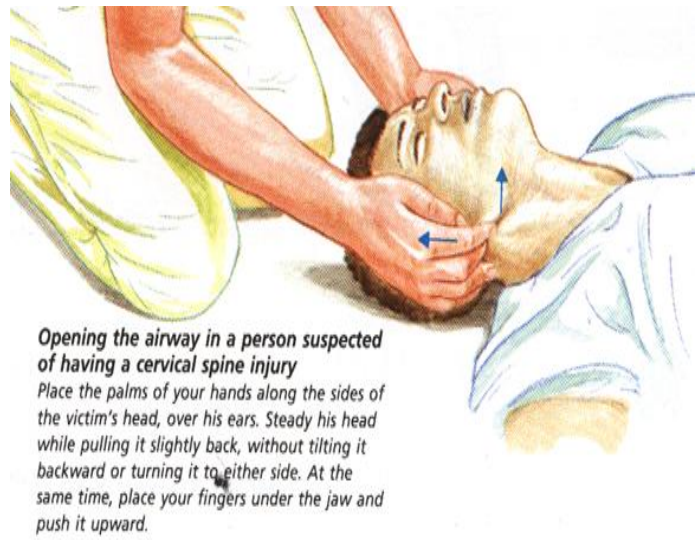 Opening the airway in a person suspected
of having a cervical spine injury
Place the palms of your hands along the sides of
the victim's head, over his ears. Steady his head
while pulling it slightly back, without tilting it
backward or turning it to either side. At the
same time, place your fingers under the jaw and
push it upward.